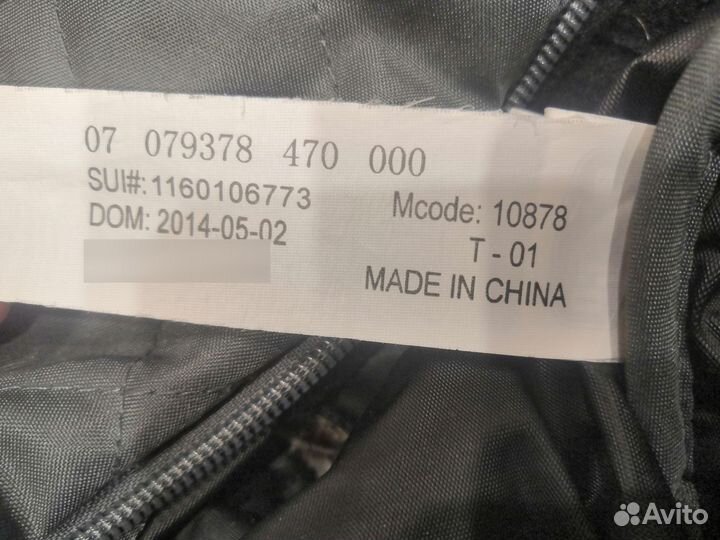 07 079378 470 000
SUI#:1160106773
DOM: 2014-05-02
Mcode: 10878
T - 01
MADE IN CHINA
Avito